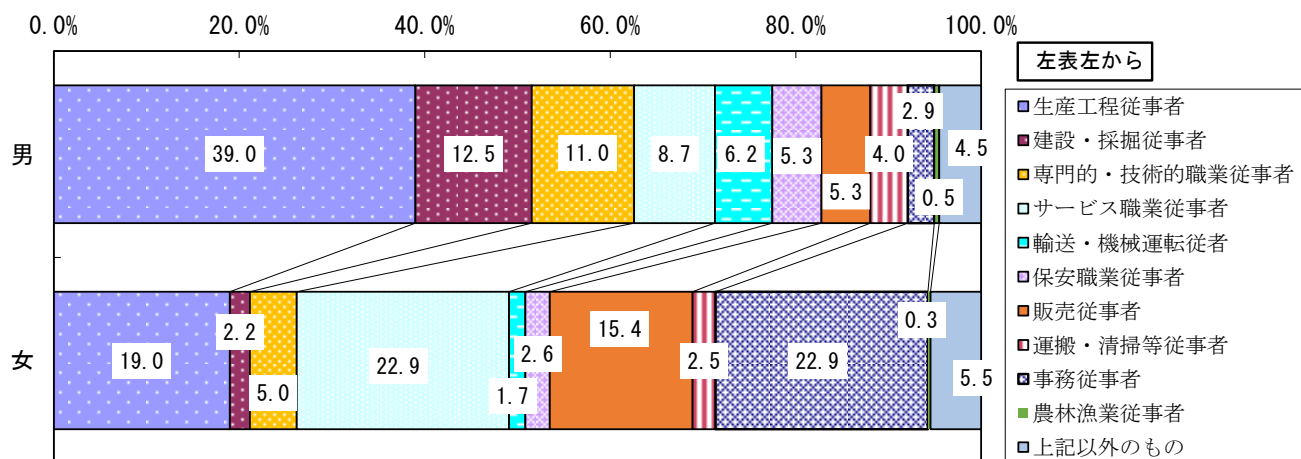 0.0% 20.0% 40.0% 60.0% 80.0% 100.0%
左表左から
男
39.0 12.5 11.0 8.7 6.2 5.3 5.3 4.0 2.9 0.5 4.5
女
19.0 2.2 5.0 22.9 1.7 2.6 15.4 2.5 22.9 0.3 5.5
生産工程従事者
建設・採掘従事者
専門的・技術的職業従事者
サービス職業従事者
輸送・機械運転従者
保安職業従事者
販売従事者
運搬・清掃等従事者
事務従事者
農林漁業従事者
上記以外のもの